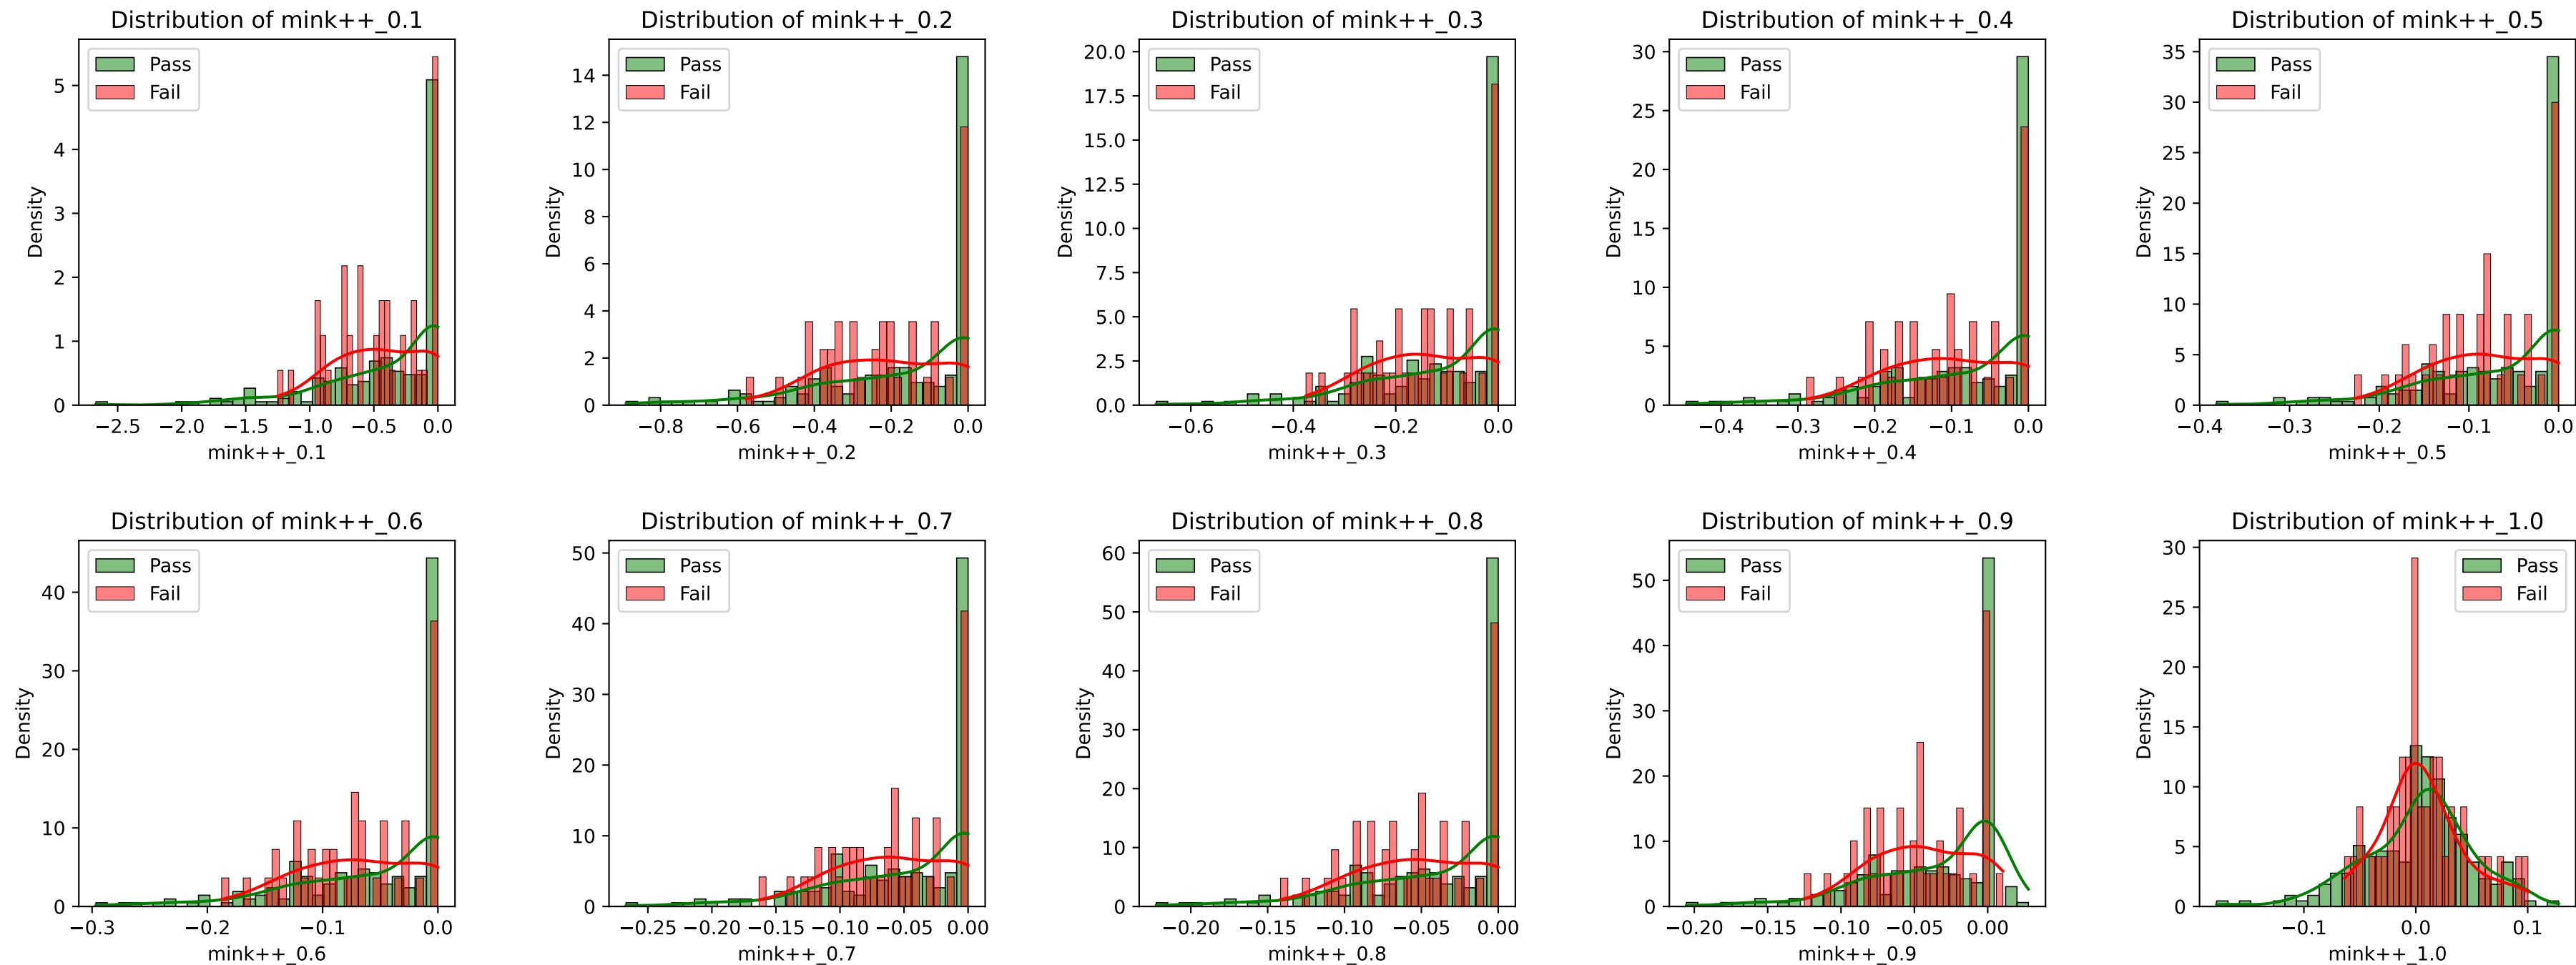 Distribution of mink++_0.1
Pass
Fail
Density
5
4
3
2
1
0
−2.5 −2.0 −1.5 −1.0 −0.5 0.0
mink++_0.1
Distribution of mink++_0.2
Pass
Fail
Density
14
12
10
8
6
4
2
0
−0.8 −0.6 −0.4 −0.2 0.0
mink++_0.2
Distribution of mink++_0.3
Pass
Fail
Density
20.0
17.5
15.0
12.5
10.0
7.5
5.0
2.5
0.0
−0.6 −0.4 −0.2 0.0
mink++_0.3
Distribution of mink++_0.4
Pass
Fail
Density
30
25
20
15
10
5
0
−0.4 −0.3 −0.2 −0.1 0.0
mink++_0.4
Distribution of mink++_0.5
Pass
Fail
Density
35
30
25
20
15
10
5
0
−0.4 −0.3 −0.2 −0.1 0.0
mink++_0.5
Distribution of mink++_0.6
Pass
Fail
Density
40
30
20
10
0
−0.3 −0.2 −0.1 0.0
mink++_0.6
Distribution of mink++_0.7
Pass
Fail
Density
50
40
30
20
10
0
−0.25 −0.20 −0.15 −0.10 −0.05 0.00
mink++_0.7
Distribution of mink++_0.8
Pass
Fail
Density
60
50
40
30
20
10
0
−0.20 −0.15 −0.10 −0.05 0.00
mink++_0.8
Distribution of mink++_0.9
Pass
Fail
Density
50
40
30
20
10
0
−0.20 −0.15 −0.10 −0.05 0.00
mink++_0.9
Distribution of mink++_1.0
Pass
Fail
Density
30
25
20
15
10
5
0
−0.1 0.0 0.1
mink++_1.0